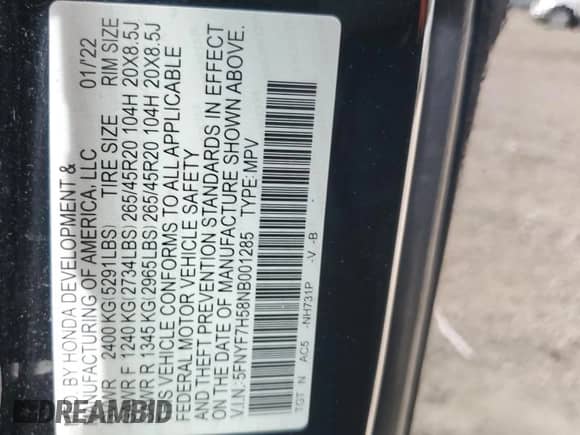 D BY HONDA DEVELOPMENT &
NUFACTURING OF AMERICA, LLC 01/'22
WR 2400 KG(5291LBS) TIRE SIZE RIM SIZE
WR F 1240 KG(2734LBS) 265/45R20 104H 20X8.5J
WR R 1345 KG(2965LBS) 265/45R20 104H 20X8.5J
S VEHICLE CONFORMS TO ALL APPLICABLE
FEDERAL MOTOR VEHICLE SAFETY
AND THEFT PREVENTION STANDARDS IN EFFECT
ON THE DATE OF MANUFACTURE SHOWN ABOVE.
V.I.N.: 5FNYF7H58NB001285 TYPE:MPV
TGT N AC5 -NH731P -V -B
DREAMBID